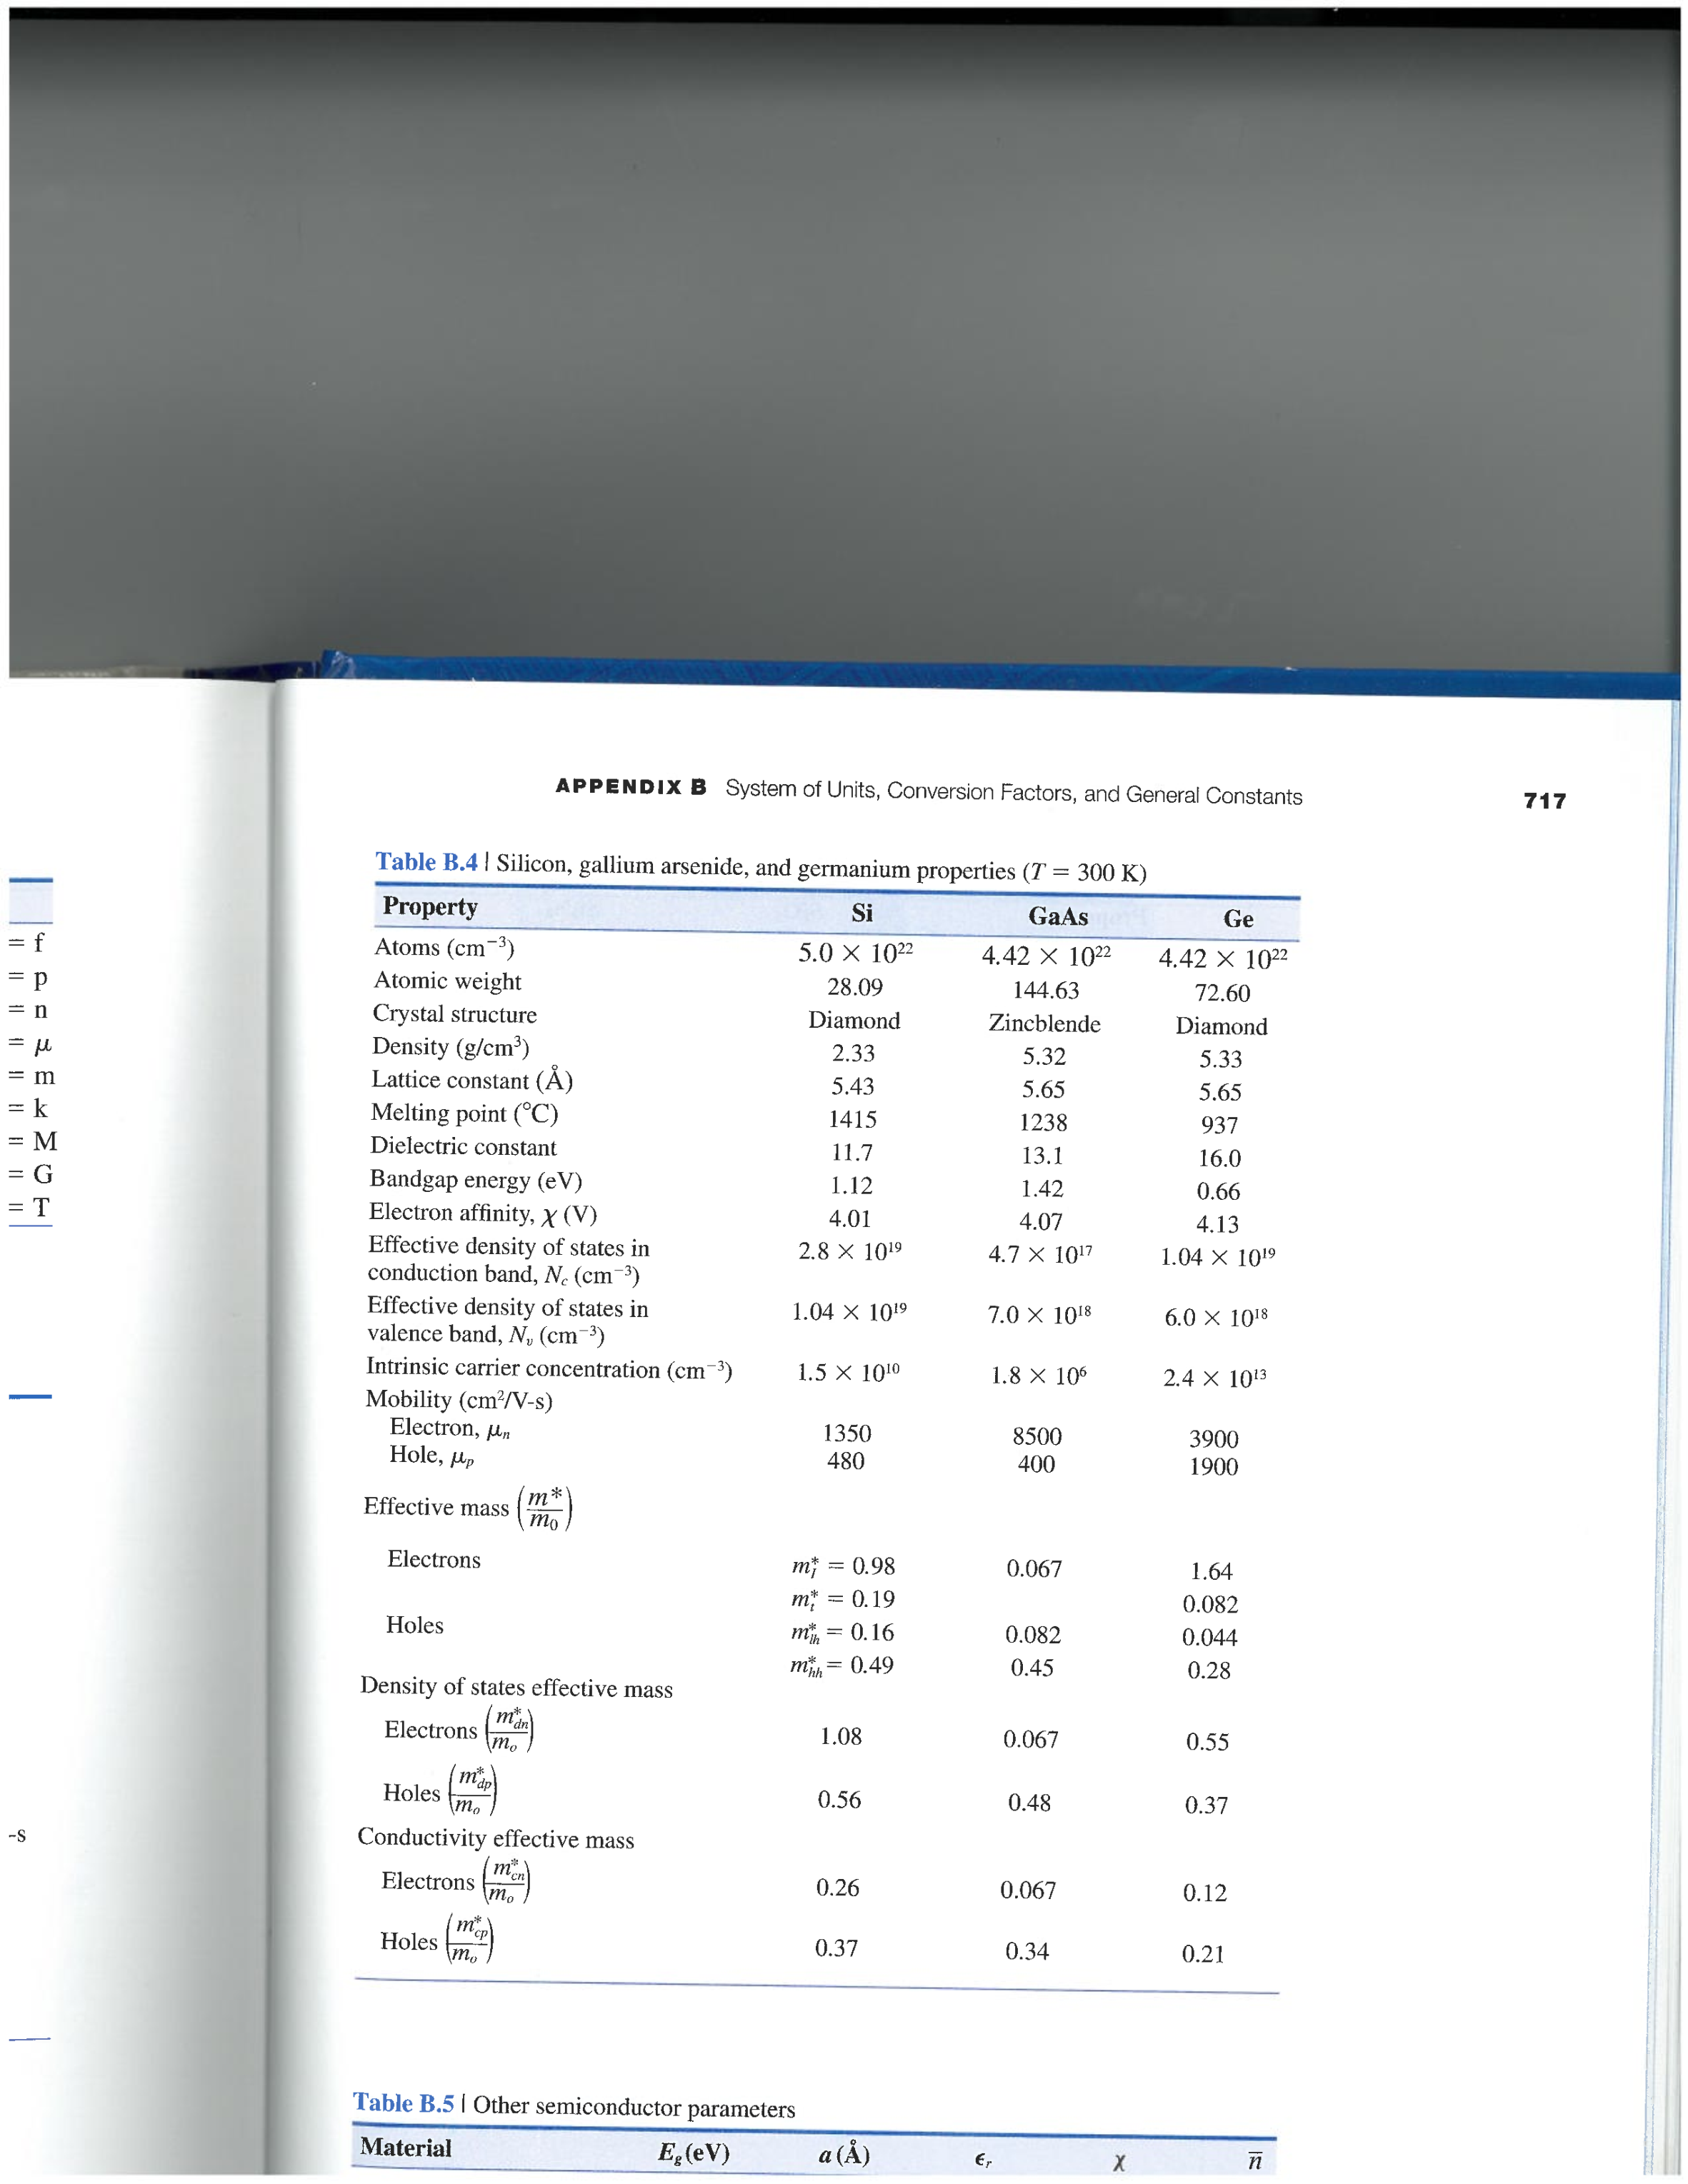 APPENDIX B System of Units, Conversion Factors, and General Constants 717
= f
= p
= n
= μ
= m
= k
= M
= G
= T
-s
Table B.4 | Silicon, gallium arsenide, and germanium properties (T = 300 K)
Property Si GaAs Ge
Atoms (cm⁻³) 5.0 × 10²² 4.42 × 10²² 4.42 × 10²²
Atomic weight 28.09 144.63 72.60
Crystal structure Diamond Zincblende Diamond
Density (g/cm³) 2.33 5.32 5.33
Lattice constant (Å) 5.43 5.65 5.65
Melting point (°C) 1415 1238 937
Dielectric constant 11.7 13.1 16.0
Bandgap energy (eV) 1.12 1.42 0.66
Electron affinity, χ (V) 4.01 4.07 4.13
Effective density of states in 2.8 × 10¹⁹ 4.7 × 10¹⁷ 1.04 × 10¹⁹
conduction band, N_c (cm⁻³)
Effective density of states in 1.04 × 10¹⁹ 7.0 × 10¹⁸ 6.0 × 10¹⁸
valence band, N_v (cm⁻³)
Intrinsic carrier concentration (cm⁻³) 1.5 × 10¹⁰ 1.8 × 10⁶ 2.4 × 10¹³
Mobility (cm²/V-s)
Electron, μ_n 1350 8500 3900
Hole, μ_p 480 400 1900
Effective mass (m*/m₀)
Electrons m*_l = 0.98 0.067 1.64
m*_t = 0.19 0.082
Holes m*_lh = 0.16 0.082 0.044
m*_hh = 0.49 0.45 0.28
Density of states effective mass
Electrons (m*_dn/m_o) 1.08 0.067 0.55
Holes (m*_dp/m_o) 0.56 0.48 0.37
Conductivity effective mass
Electrons (m*_cn/m_o) 0.26 0.067 0.12
Holes (m*_cp/m_o) 0.37 0.34 0.21
Table B.5 | Other semiconductor parameters
Material E_g (eV) a (Å) ϵ_r χ n̄